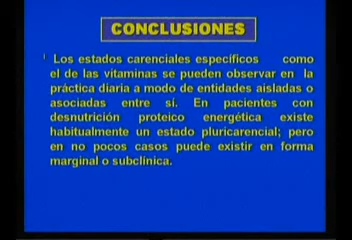 CONCLUSIONES
Los estados carenciales específicos como
el de las vitaminas se pueden observar en la
práctica diaria a modo de entidades aisladas o
asociadas entre sí. En pacientes con
desnutrición proteico energética existe
habitualmente un estado pluricarencial; pero
en no pocos casos puede existir en forma
marginal o subclínica.